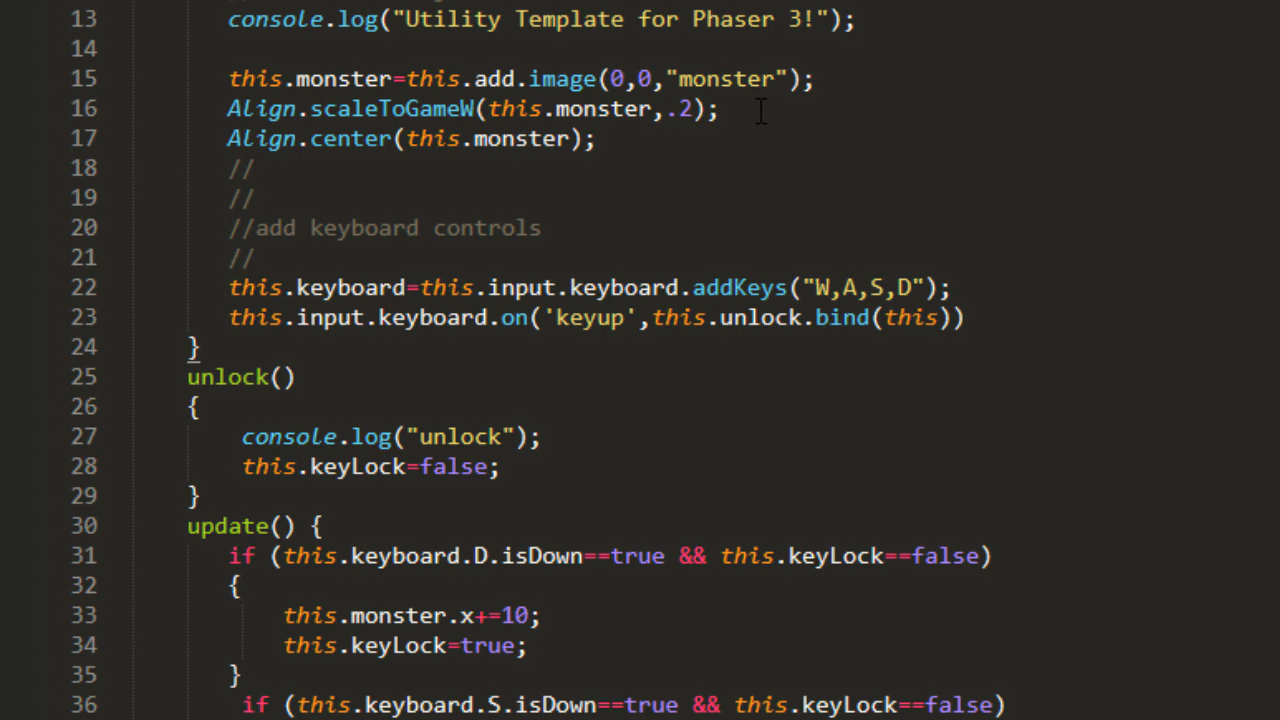 13 console.log("Utility Template for Phaser 3!");
14
15 this.monster=this.add.image(0,0,"monster");
16 Align.scaleToGameW(this.monster,.2);
17 Align.center(this.monster);
18 //
19 //
20 //add keyboard controls
21 //
22 this.keyboard=this.input.keyboard.addKeys("W,A,S,D");
23 this.input.keyboard.on('keyup',this.unlock.bind(this))
24 }
25 unlock()
26 {
27 console.log("unlock");
28 this.keyLock=false;
29 }
30 update() {
31 if (this.keyboard.D.isDown==true && this.keyLock==false)
32 {
33 this.monster.x+=10;
34 this.keyLock=true;
35 }
36 if (this.keyboard.S.isDown==true && this.keyLock==false)